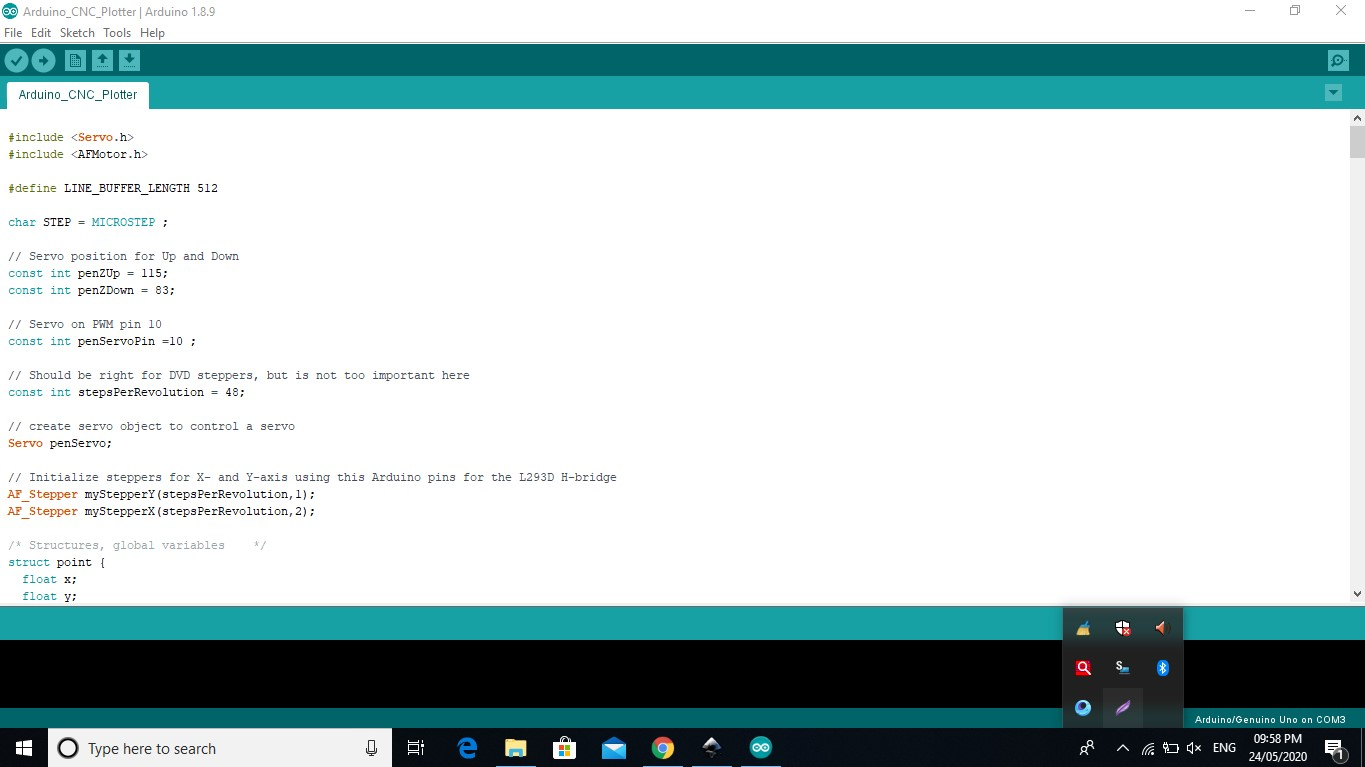 Arduino_CNC_Plotter | Arduino 1.8.9
File Edit Sketch Tools Help
Arduino_CNC_Plotter
#include <Servo.h>
#include <AFMotor.h>
#define LINE_BUFFER_LENGTH 512
char STEP = MICROSTEP ;
// Servo position for Up and Down
const int penZUp = 115;
const int penZDown = 83;
// Servo on PWM pin 10
const int penServoPin =10 ;
// Should be right for DVD steppers, but is not too important here
const int stepsPerRevolution = 48;
// create servo object to control a servo
Servo penServo;
// Initialize steppers for X- and Y-axis using this Arduino pins for the L293D H-bridge
AF_Stepper myStepperY(stepsPerRevolution,1);
AF_Stepper myStepperX(stepsPerRevolution,2);
/* Structures, global variables    */
struct point {
  float x;
  float y;
Arduino/Genuino Uno on COM3
Type here to search
ENG
09:58 PM
24/05/2020
1